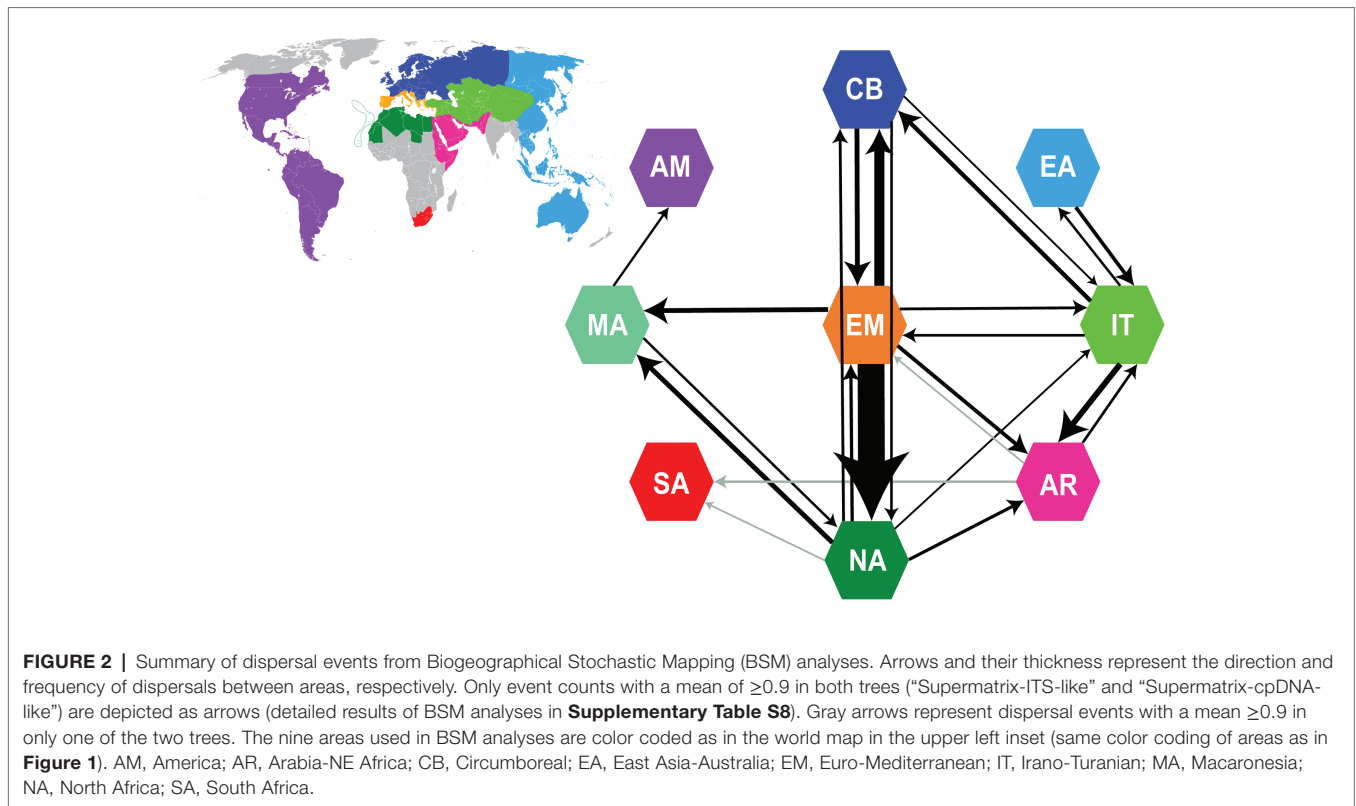 CB
AM
EA
MA
EM
IT
SA
AR
NA
FIGURE 2 | Summary of dispersal events from Biogeographical Stochastic Mapping (BSM) analyses. Arrows and their thickness represent the direction and
frequency of dispersals between areas, respectively. Only event counts with a mean of ≥0.9 in both trees (“Supermatrix-ITS-like” and “Supermatrix-cpDNA-
like”) are depicted as arrows (detailed results of BSM analyses in Supplementary Table S8). Gray arrows represent dispersal events with a mean ≥0.9 in
only one of the two trees. The nine areas used in BSM analyses are color coded as in the world map in the upper left inset (same color coding of areas as in
Figure 1). AM, America; AR, Arabia-NE Africa; CB, Circumboreal; EA, East Asia-Australia; EM, Euro-Mediterranean; IT, Irano-Turanian; MA, Macaronesia;
NA, North Africa; SA, South Africa.